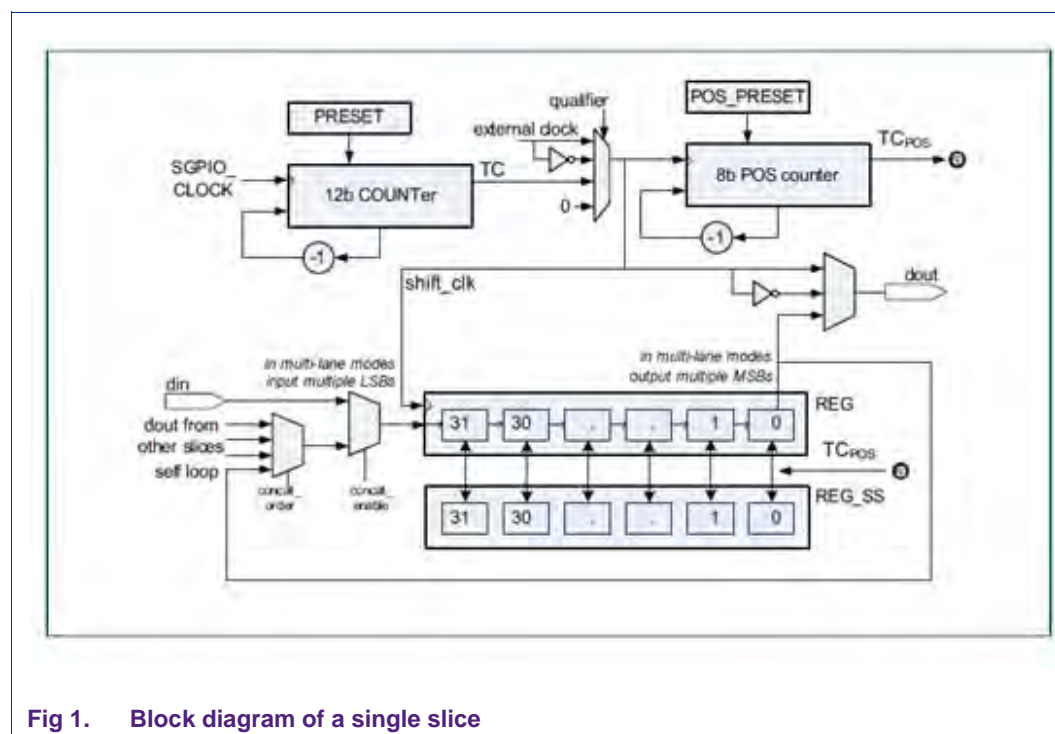 qualifier
POS_PRESET
PRESET
external clock
TC_POS
SGPIO_
CLOCK
TC
12b COUNTer
8b POS counter
0
-1
-1
shift_clk
dout
in multi-lane modes
input multiple LSBs
in multi-lane modes
output multiple MSBs
din
REG
dout from
other slices
self loop
31 30 . . 1 0
TC_POS
concat_
order
concat_
enable
REG_SS
31 30 . . 1 0
Fig 1. Block diagram of a single slice